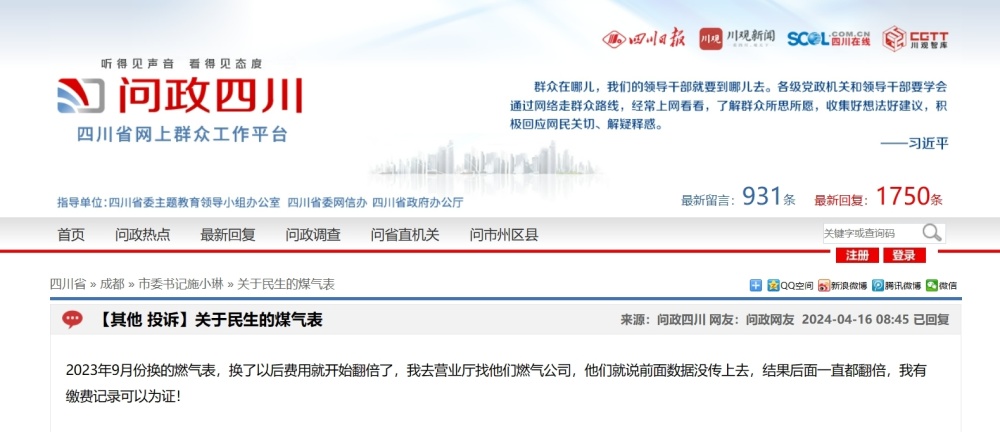 四川日报 川观 川观新闻 SCOL.COM.CN 四川在线 CGTT 川观智库
听得见声音 看得见态度
问政四川
四川省网上群众工作平台
群众在哪儿，我们的领导干部就要到哪儿去。各级党政机关和领导干部要学会
通过网络走群众路线，经常上网看看，了解群众所思所愿，收集好想法好建议，积
极回应网民关切、解疑释惑。
——习近平
指导单位:四川省委主题教育领导小组办公室 四川省委网信办 四川省政府办公厅
最新留言：931条 最新回复：1750条
首页 问政热点 最新回复 问政调查 问省直机关 问市州区县
关键字或查询码
注册 登录
四川省 » 成都 » 市委书记施小琳 » 关于民生的煤气表
QQ空间 新浪微博 腾讯微博 微信
【其他 投诉】关于民生的煤气表
来源：问政四川 网友：问政网友 2024-04-16 08:45 已回复
2023年9月份换的燃气表，换了以后费用就开始翻倍了，我去营业厅找他们燃气公司，他们就说前面数据没传上去，结果后面一直都翻倍，我有
缴费记录可以为证！